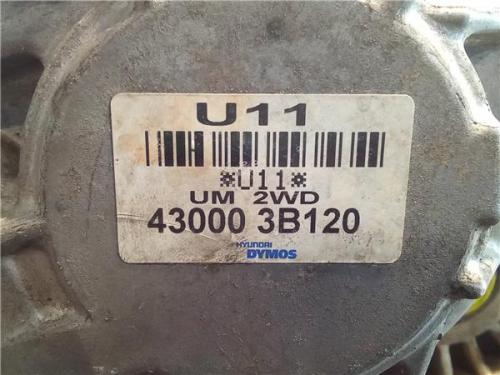 U11
*U11*
UM 2WD
43000 3B120
HYUNDAI
DYMOS